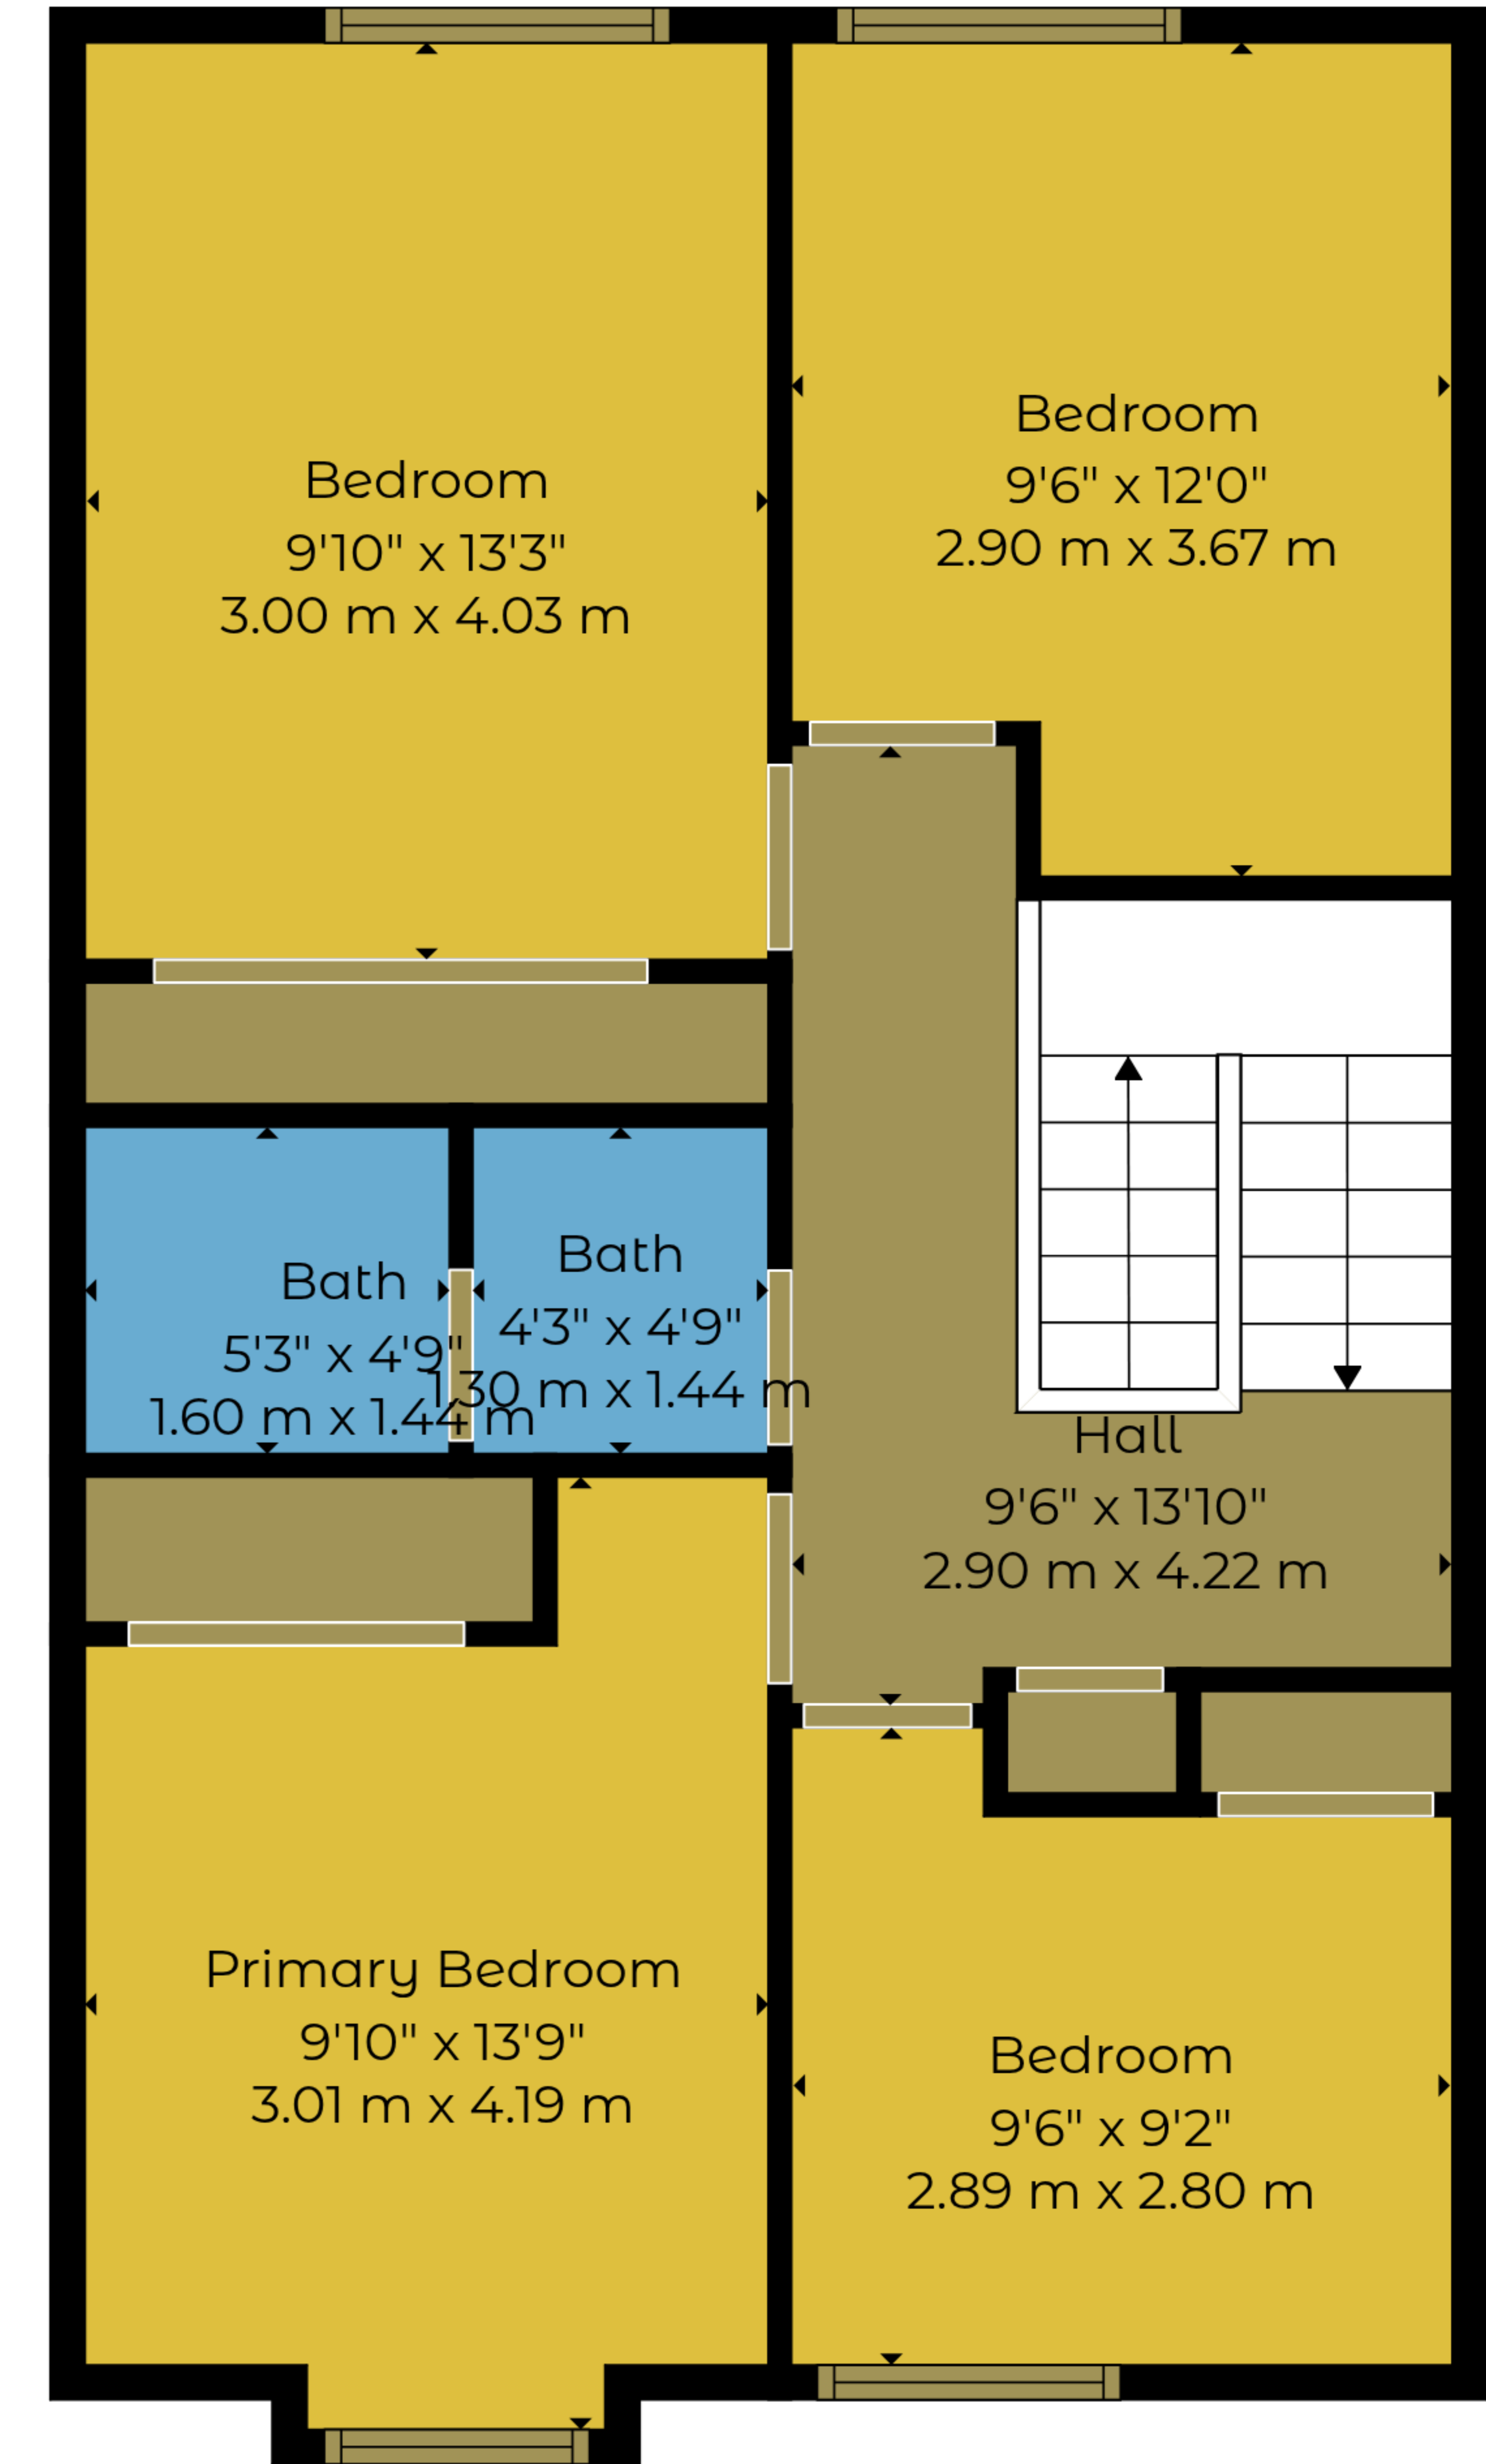 Bedroom
9'10" x 13'3"
3.00 m x 4.03 m
Bedroom
9'6" x 12'0"
2.90 m x 3.67 m
Bath
5'3" x 4'9"
1.60 m x 1.44 m
Bath
4'3" x 4'9"
1.30 m x 1.44 m
Hall
9'6" x 13'10"
2.90 m x 4.22 m
Primary Bedroom
9'10" x 13'9"
3.01 m x 4.19 m
Bedroom
9'6" x 9'2"
2.89 m x 2.80 m